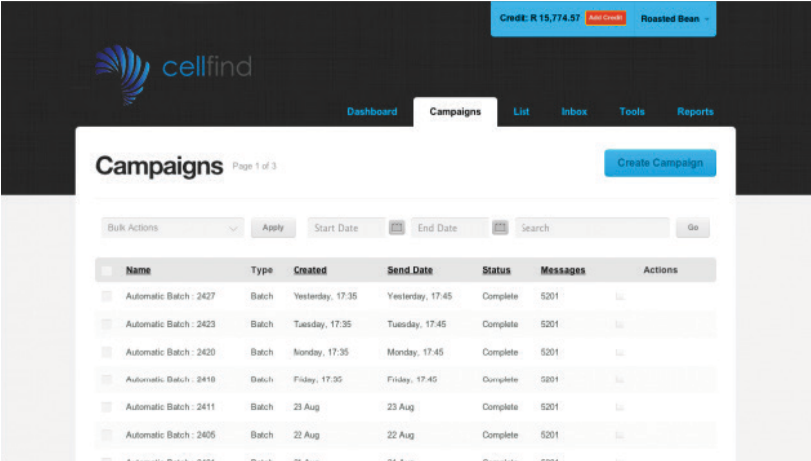 Credit: R 15,774.57 Add Credit Roasted Bean
cellfind
Dashboard Campaigns List Inbox Tools Reports
Campaigns Page 1 of 3 Create Campaign
Bulk Actions Apply Start Date End Date Search Go
Name Type Created Send Date Status Messages Actions
Automatic Batch : 2427 Batch Yesterday, 17:35 Yesterday, 17:45 Complete 5201
Automatic Batch : 2423 Batch Tuesday, 17:35 Tuesday, 17:45 Complete 5201
Automatic Batch : 2420 Batch Monday, 17:35 Monday, 17:45 Complete 5201
Automatic Batch : Batch Friday, 17:35 Friday, 17:45 Complete 5201
Automatic Batch : 2411 Batch 23 Aug 23 Aug Complete 5201
Automatic Batch : 2405 Batch 22 Aug 22 Aug Complete 5201